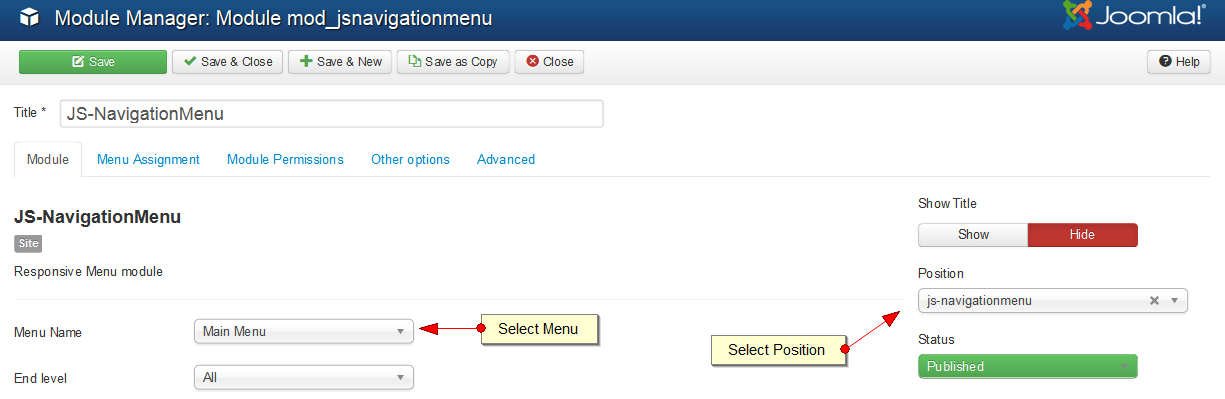 Module Manager: Module mod_jsnavigationmenu
Joomla!
Save
Save & Close
Save & New
Save as Copy
Close
Help
Title *
JS-NavigationMenu
Module
Menu Assignment
Module Permissions
Other options
Advanced
JS-NavigationMenu
Site
Responsive Menu module
Show Title
Show
Hide
Position
js-navigationmenu
Menu Name
Main Menu
Select Menu
Select Position
Status
Published
End level
All